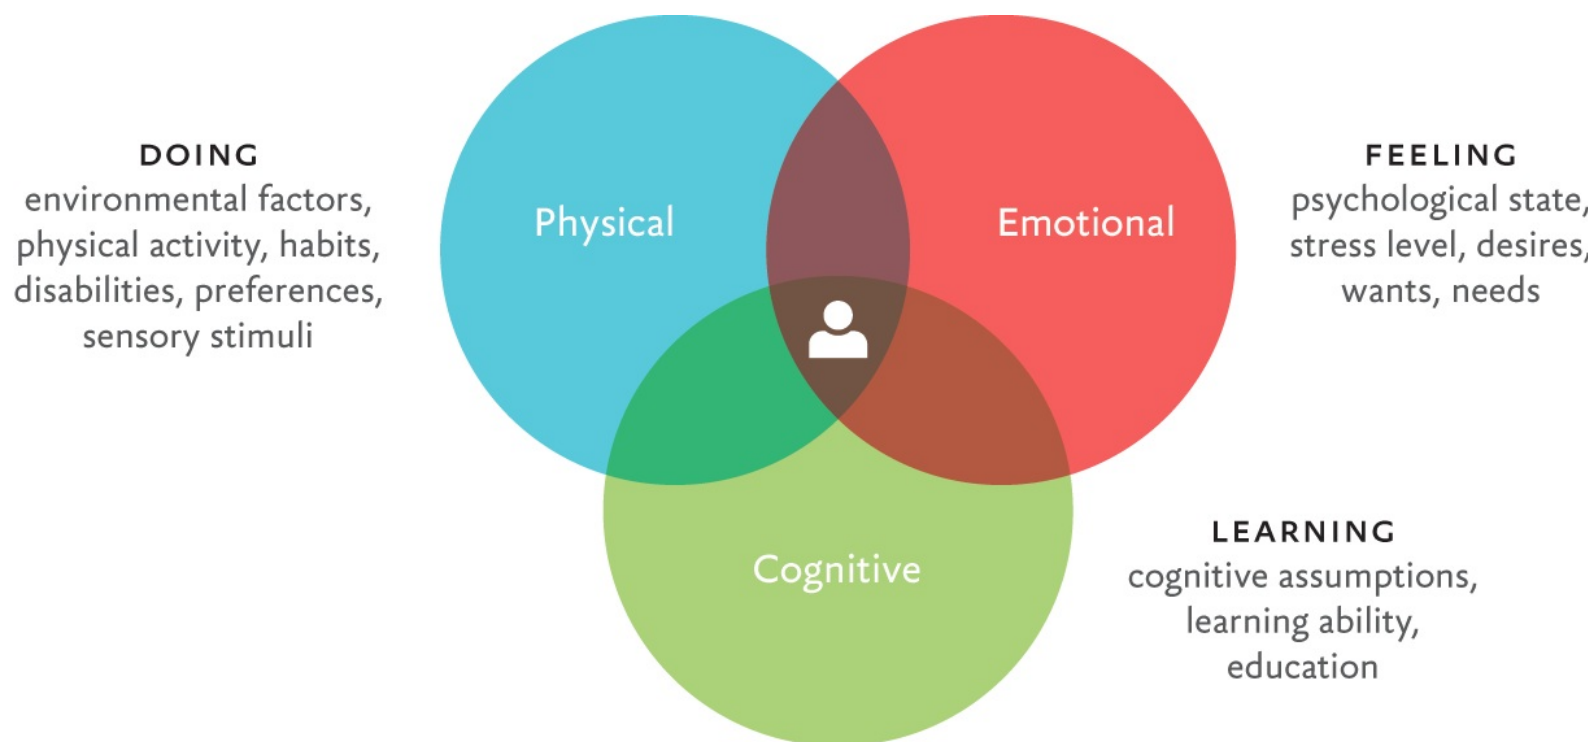 DOING
environmental factors,
physical activity, habits,
disabilities, preferences,
sensory stimuli
Physical
Emotional
FEELING
psychological state,
stress level, desires,
wants, needs
Cognitive
LEARNING
cognitive assumptions,
learning ability,
education